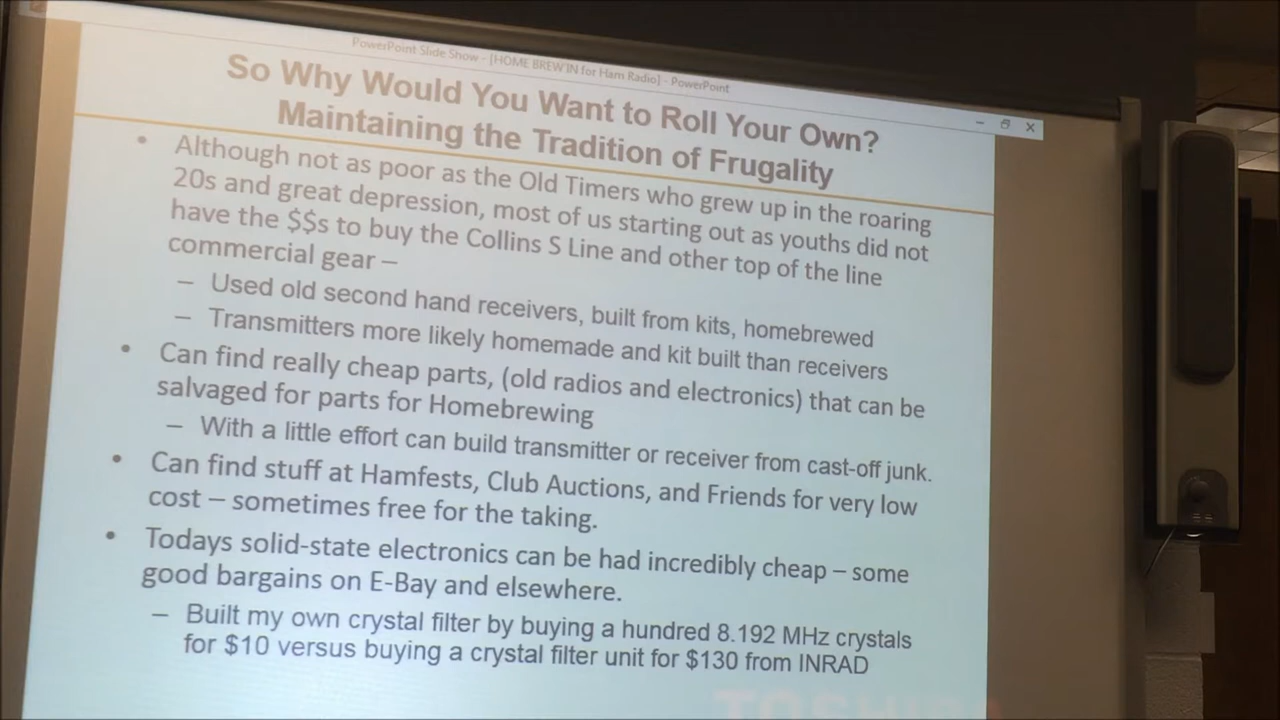 PowerPoint Slide Show - [HOME BREW'IN for Ham Radio] - PowerPoint
So Why Would You Want to Roll Your Own?
Maintaining the Tradition of Frugality
• Although not as poor as the Old Timers who grew up in the roaring
20s and great depression, most of us starting out as youths did not
have the $$s to buy the Collins S Line and other top of the line
commercial gear –
– Used old second hand receivers, built from kits, homebrewed
– Transmitters more likely homemade and kit built than receivers
• Can find really cheap parts, (old radios and electronics) that can be
salvaged for parts for Homebrewing
– With a little effort can build transmitter or receiver from cast-off junk.
• Can find stuff at Hamfests, Club Auctions, and Friends for very low
cost – sometimes free for the taking.
• Todays solid-state electronics can be had incredibly cheap – some
good bargains on E-Bay and elsewhere.
– Built my own crystal filter by buying a hundred 8.192 MHz crystals
for $10 versus buying a crystal filter unit for $130 from INRAD
TOSHIBA